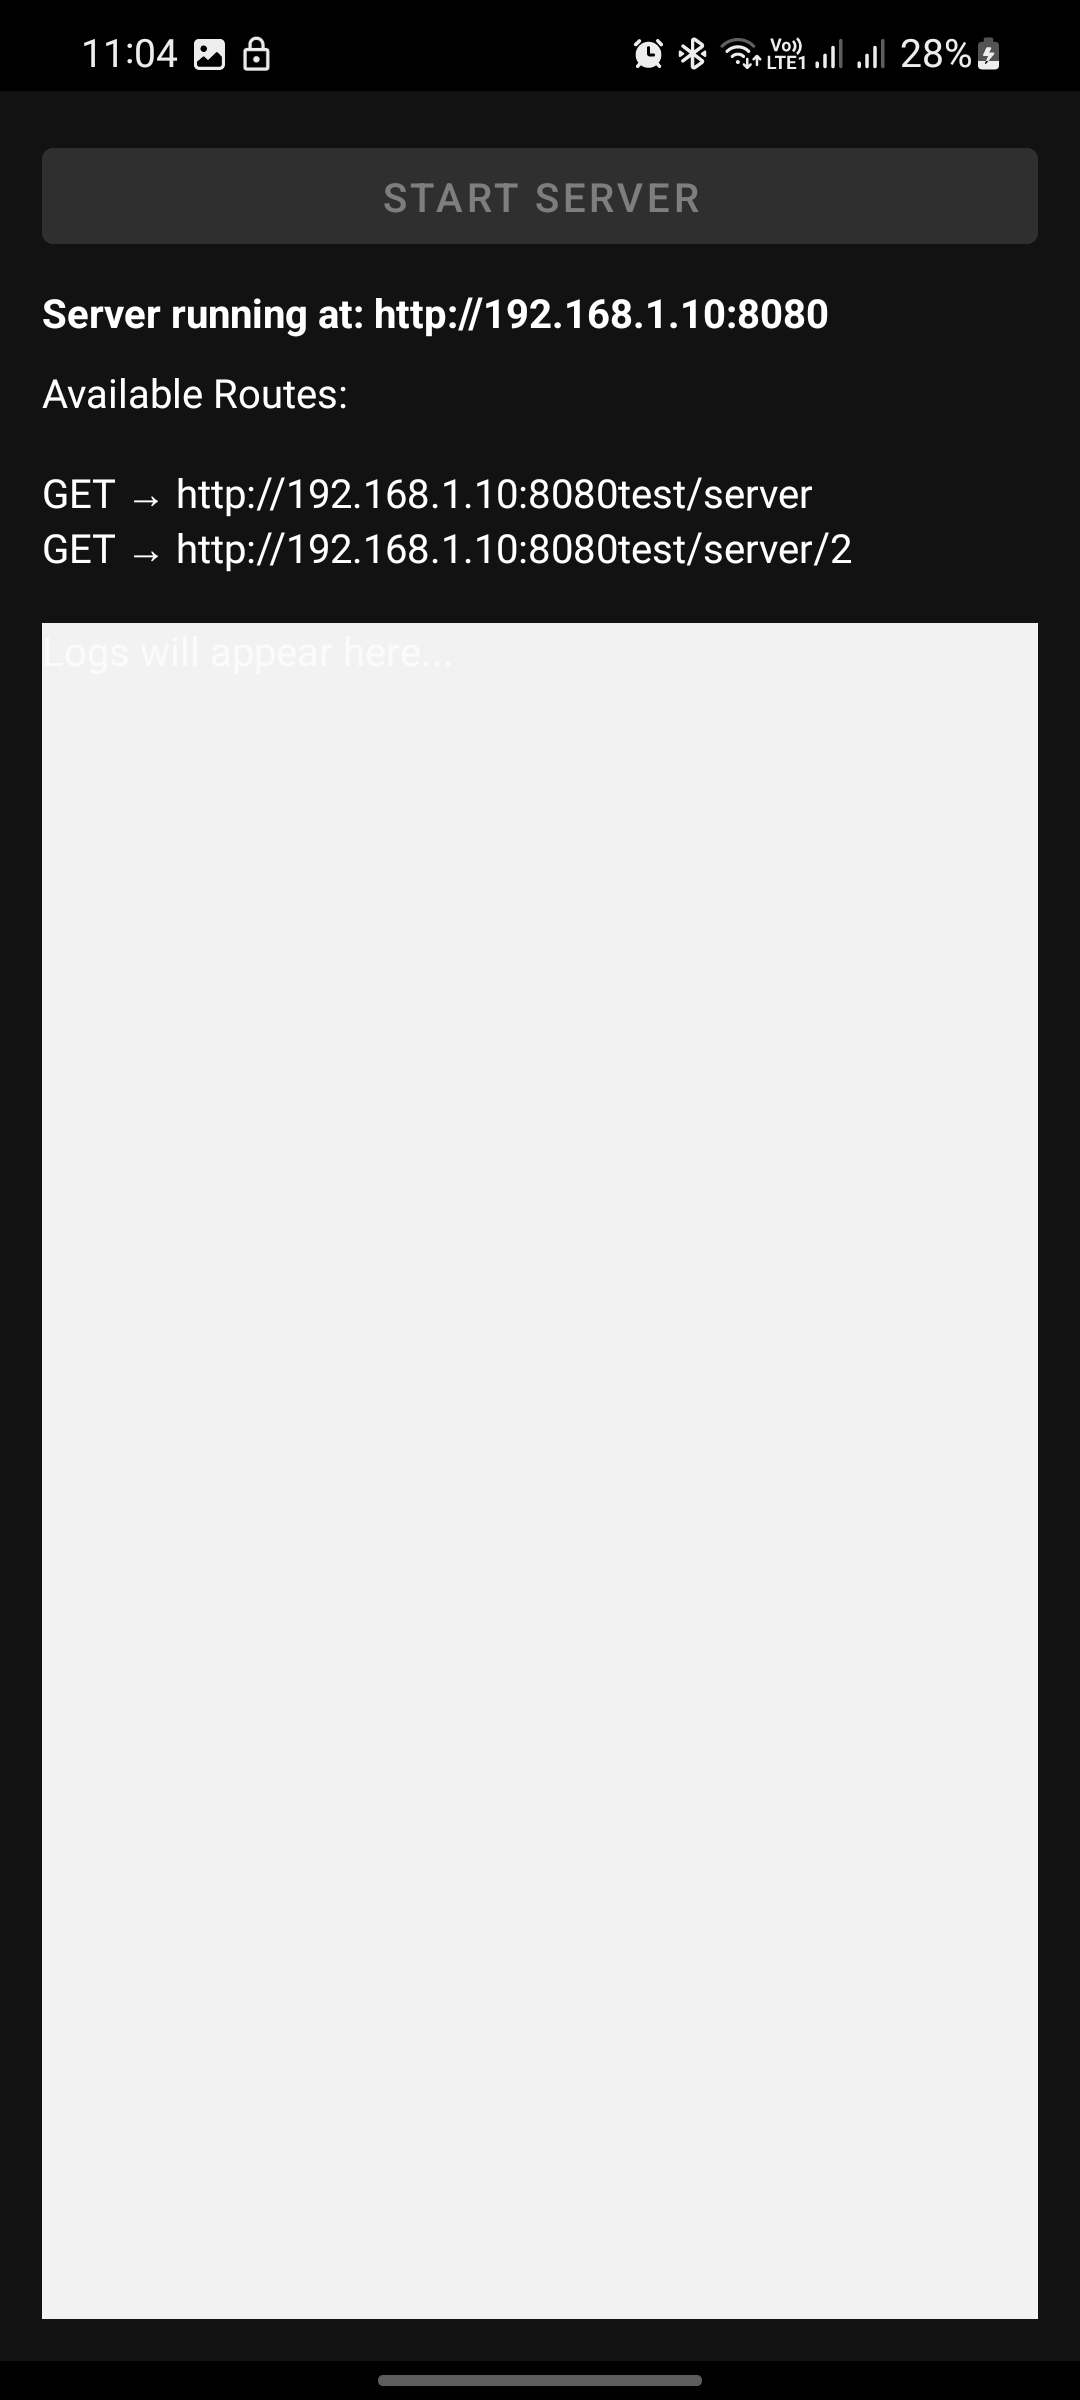 11:04
Vo)) LTE1 28%
START SERVER
Server running at: http://192.168.1.10:8080
Available Routes:
GET → http://192.168.1.10:8080test/server
GET → http://192.168.1.10:8080test/server/2
Logs will appear here...